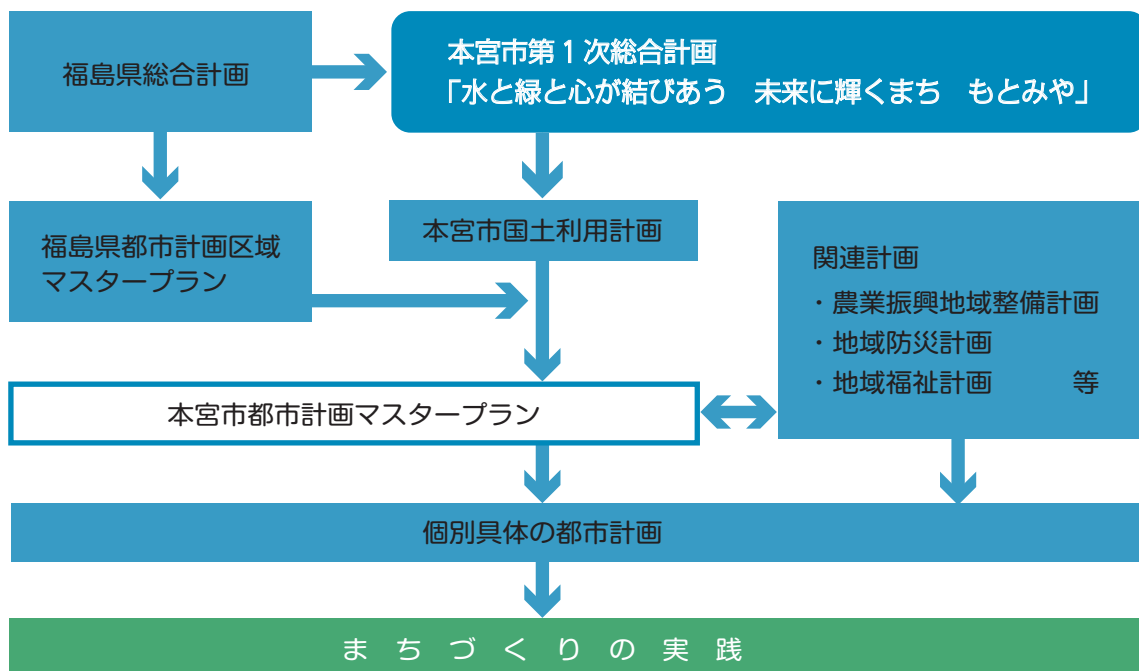 福島県総合計画
本宮市第1次総合計画
「水と緑と心が結びあう　未来に輝くまち　もとみや」
福島県都市計画区域
マスタープラン
本宮市国土利用計画
関連計画
・農業振興地域整備計画
・地域防災計画
・地域福祉計画　　　等
本宮市都市計画マスタープラン
個別具体の都市計画
まちづくりの実践